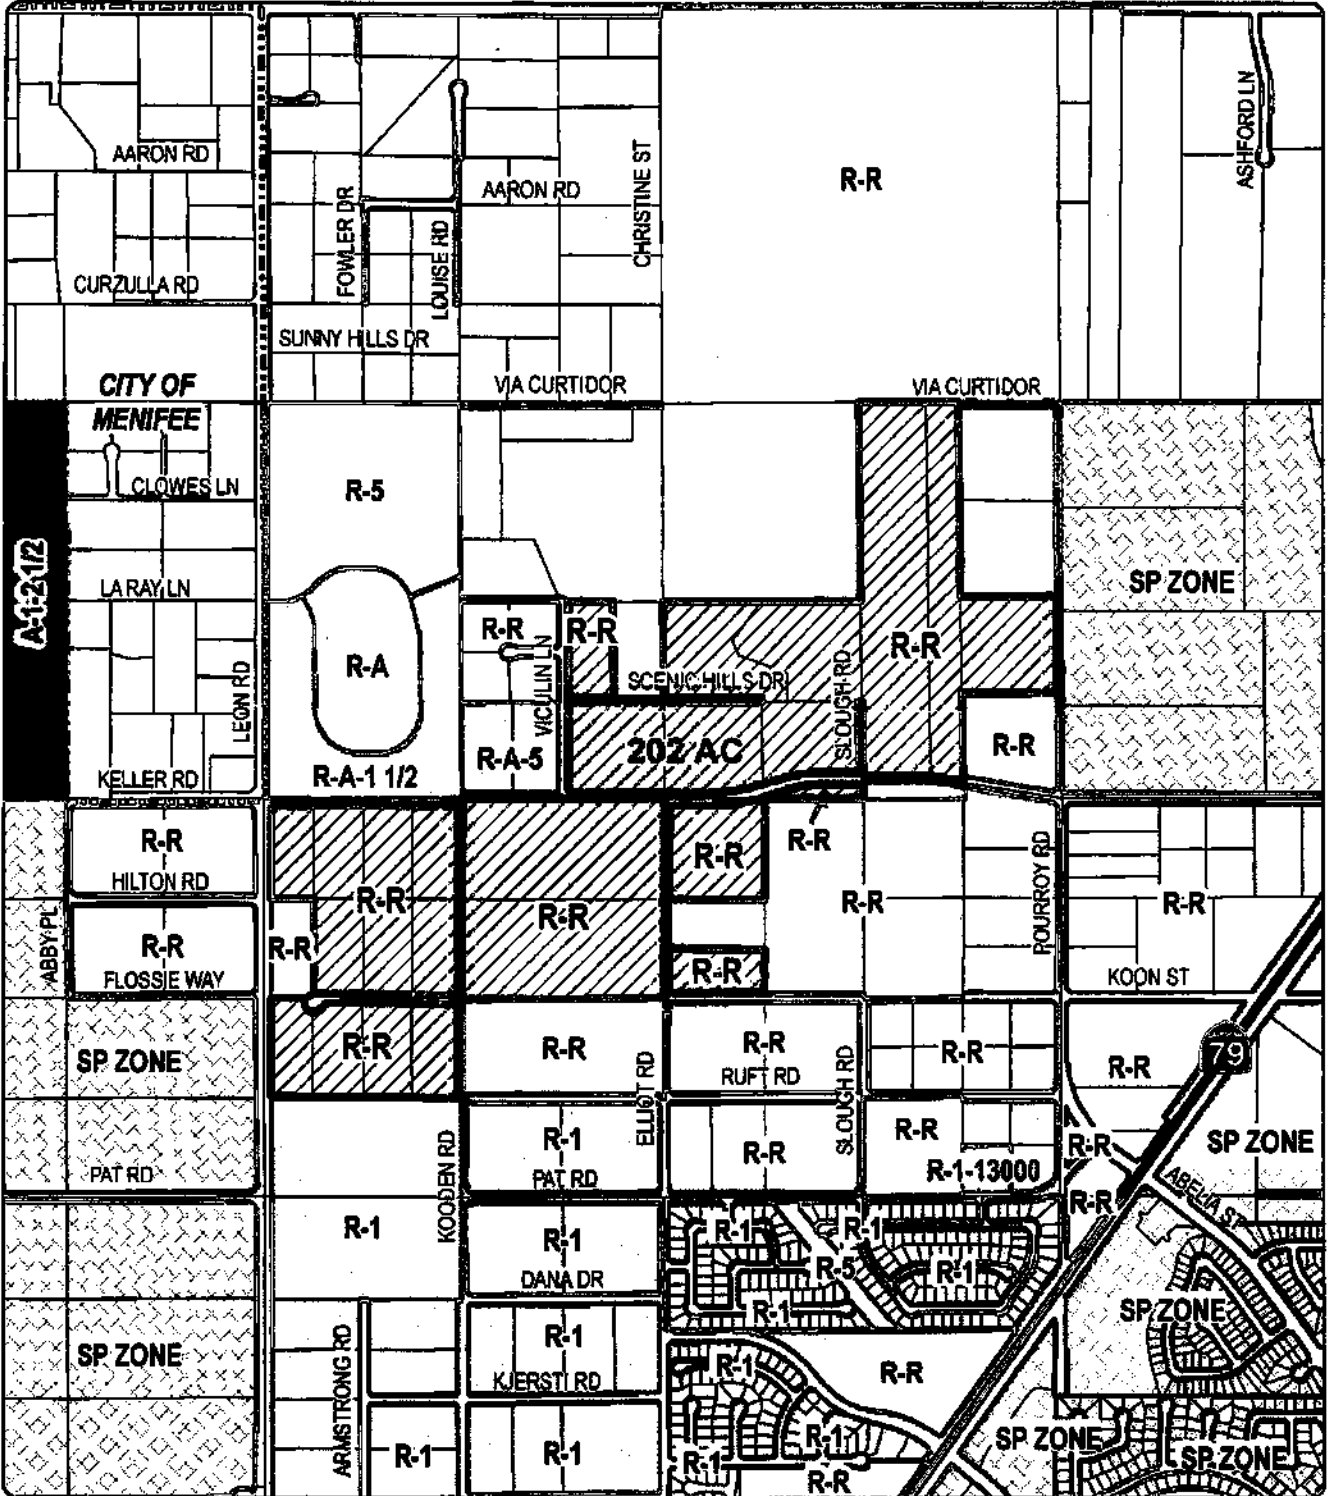 AARON RD
CURZULLA RD
CITY OF
MENIFEE
CLOWES LN
LA RAY LN
A-1-2 1/2
LEON RD
KELLER RD
FOWLER DR
LOUISE RD
AARON RD
CHRISTINE ST
SUNNY HILLS DR
VIA CURTIDOR
R-R
VIA CURTIDOR
ASHFORD LN
R-5
R-A
R-A-1 1/2
R-R
R-R
VICULIN LN
R-A-5
SCENIC HILLS DR
202 AC
SLOUGH RD
R-R
R-R
SP ZONE
R-R
HILTON RD
ABBY PL
R-R
FLOSSIE WAY
R-R
R-R
R-R
R-R
R-R
R-R
R-R
POURROY RD
R-R
KOON ST
SP ZONE
R-R
R-R
ELLIOT RD
R-R
RUFT RD
SLOUGH RD
R-R
R-R
79
PAT RD
KOODEN RD
R-1
PAT RD
R-R
R-R
R-1-13000
R-R
R-R
SP ZONE
ABELIA ST
R-1
R-1
DANA DR
R-1
R-1
R-5
R-1
R-1
SP ZONE
SP ZONE
ARMSTRONG RD
R-1
KJERSTI RD
R-1
R-R
R-1
R-1
R-1
R-1
R-R
SP ZONE
SP ZONE